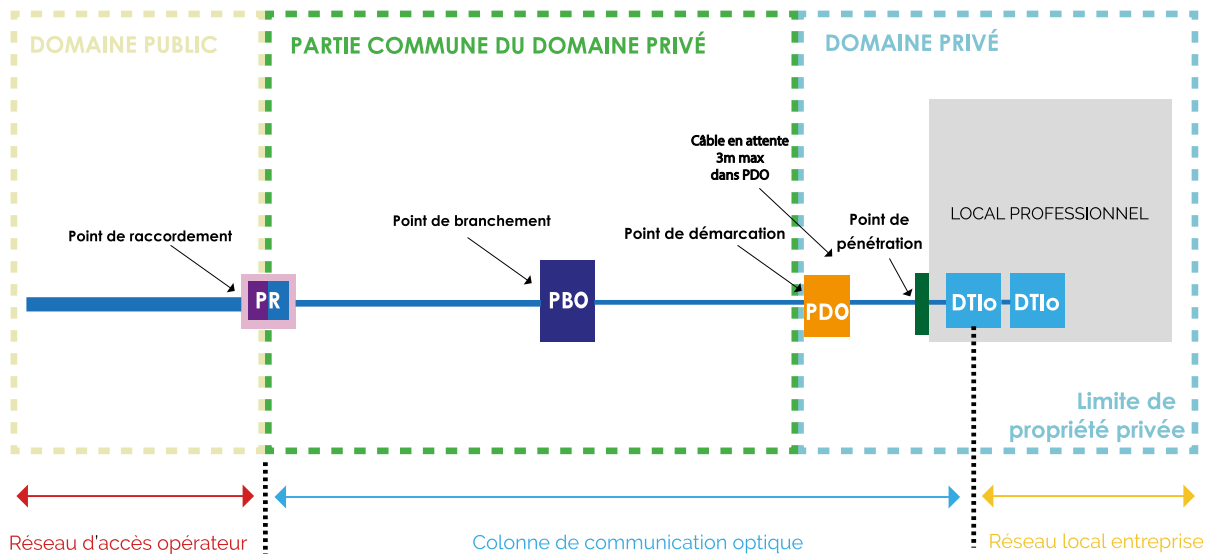 DOMAINE PUBLIC
PARTIE COMMUNE DU DOMAINE PRIVÉ
DOMAINE PRIVÉ
Câble en attente
3m max
dans PDO
Point de raccordement
Point de branchement
Point de démarcation
Point de
pénétration
LOCAL PROFESSIONNEL
PR
PBO
PDO
DTIo
DTIo
Limite de
propriété privée
Réseau d'accès opérateur
Colonne de communication optique
Réseau local entreprise